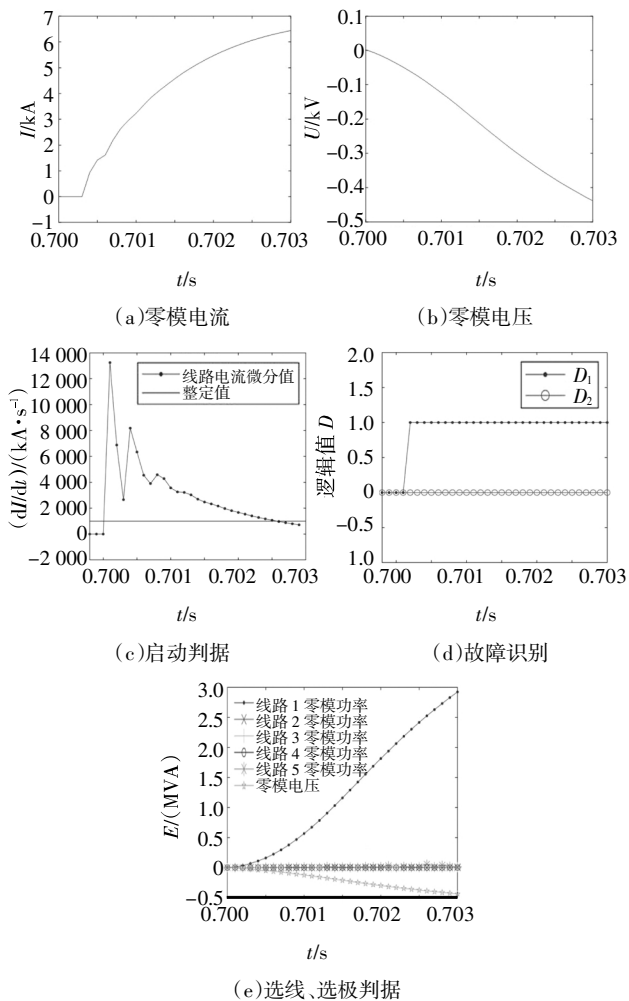 7
6
5
4
3
2
1
0
−1
I/kA
0.700
0.701
0.702
0.703
t/s
(a)零模电流
0.1
0
−0.1
−0.2
−0.3
−0.4
−0.5
U/kV
0.700
0.701
0.702
0.703
t/s
(b)零模电压
14 000
12 000
10 000
8 000
6 000
4 000
2 000
0
−2 000
(dI/dt)/(kA•s⁻¹)
线路电流微分值
整定值
0.700
0.701
0.702
0.703
t/s
(c)启动判据
2.0
1.5
1.0
0.5
0
−0.5
1.0
逻辑值 D
D₁
D₂
0.700
0.701
0.702
0.703
t/s
(d)故障识别
3.0
2.5
2.0
1.5
1.0
0.5
0
−0.5
E/(MVA)
线路 1 零模功率
线路 2 零模功率
线路 3 零模功率
线路 4 零模功率
线路 5 零模功率
零模电压
0.700
0.701
0.702
0.703
t/s
(e)选线、选极判据